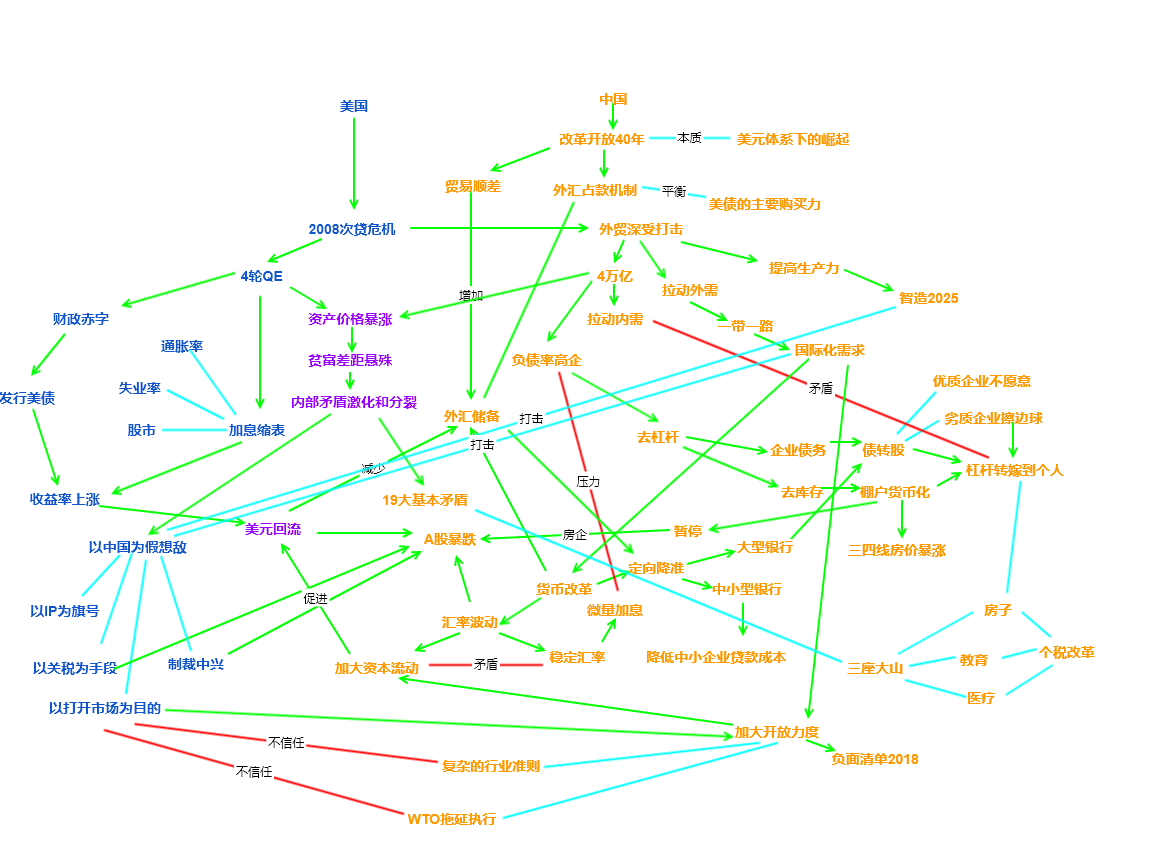 中国
美国
改革开放40年
本质
美元体系下的崛起
贸易顺差
外汇占款机制
平衡
美债的主要购买力
2008次贷危机
外贸深受打击
4轮QE
4万亿
提高生产力
拉动外需
增加
智造2025
财政赤字
资产价格暴涨
拉动内需
一带一路
通胀率
贫富差距悬殊
负债率高企
国际化需求
失业率
矛盾
优质企业不愿意
发行美债
内部矛盾激化和分裂
外汇储备
打击
劣质企业擦边球
股市
加息缩表
打击
去杠杆
企业债务
债转股
减少
杠杆转嫁到个人
压力
收益率上涨
19大基本矛盾
去库存
棚户货币化
美元回流
房企
暂停
以中国为假想敌
A股暴跌
大型银行
三四线房价暴涨
定向降准
货币改革
中小型银行
促进
以IP为旗号
微量加息
房子
汇率波动
以关税为手段
制裁中兴
加大资本流动
矛盾
稳定汇率
降低中小企业贷款成本
三座大山
教育
个税改革
医疗
以打开市场为目的
加大开放力度
不信任
复杂的行业准则
负面清单2018
不信任
WTO拖延执行